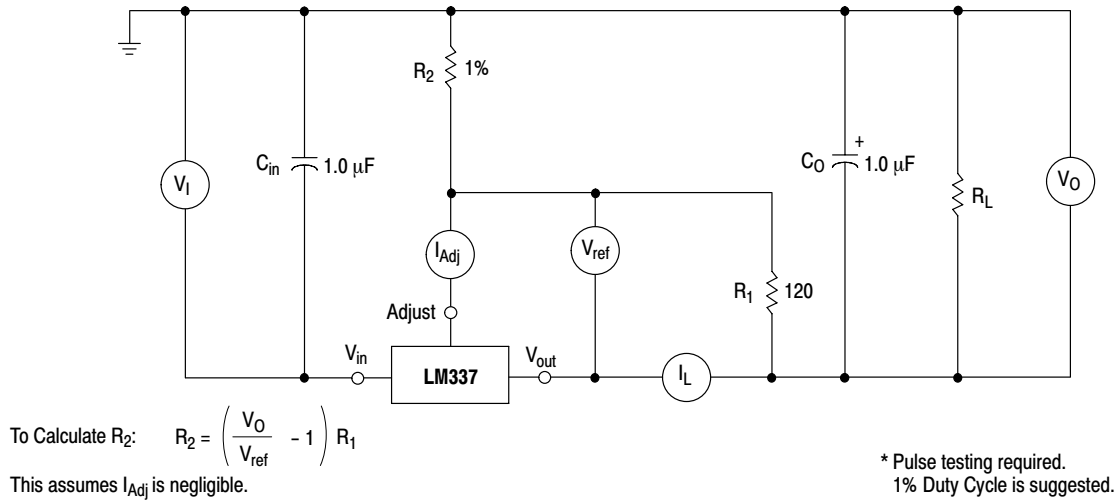 R2 1%
Cin 1.0 μF
CO + 1.0 μF
VI
RL
VO
IAdj
Vref
R1 120
Adjust
Vin
LM337
Vout
IL
To Calculate R2: R2 = ( VO / Vref - 1 ) R1
This assumes IAdj is negligible.
* Pulse testing required.
1% Duty Cycle is suggested.